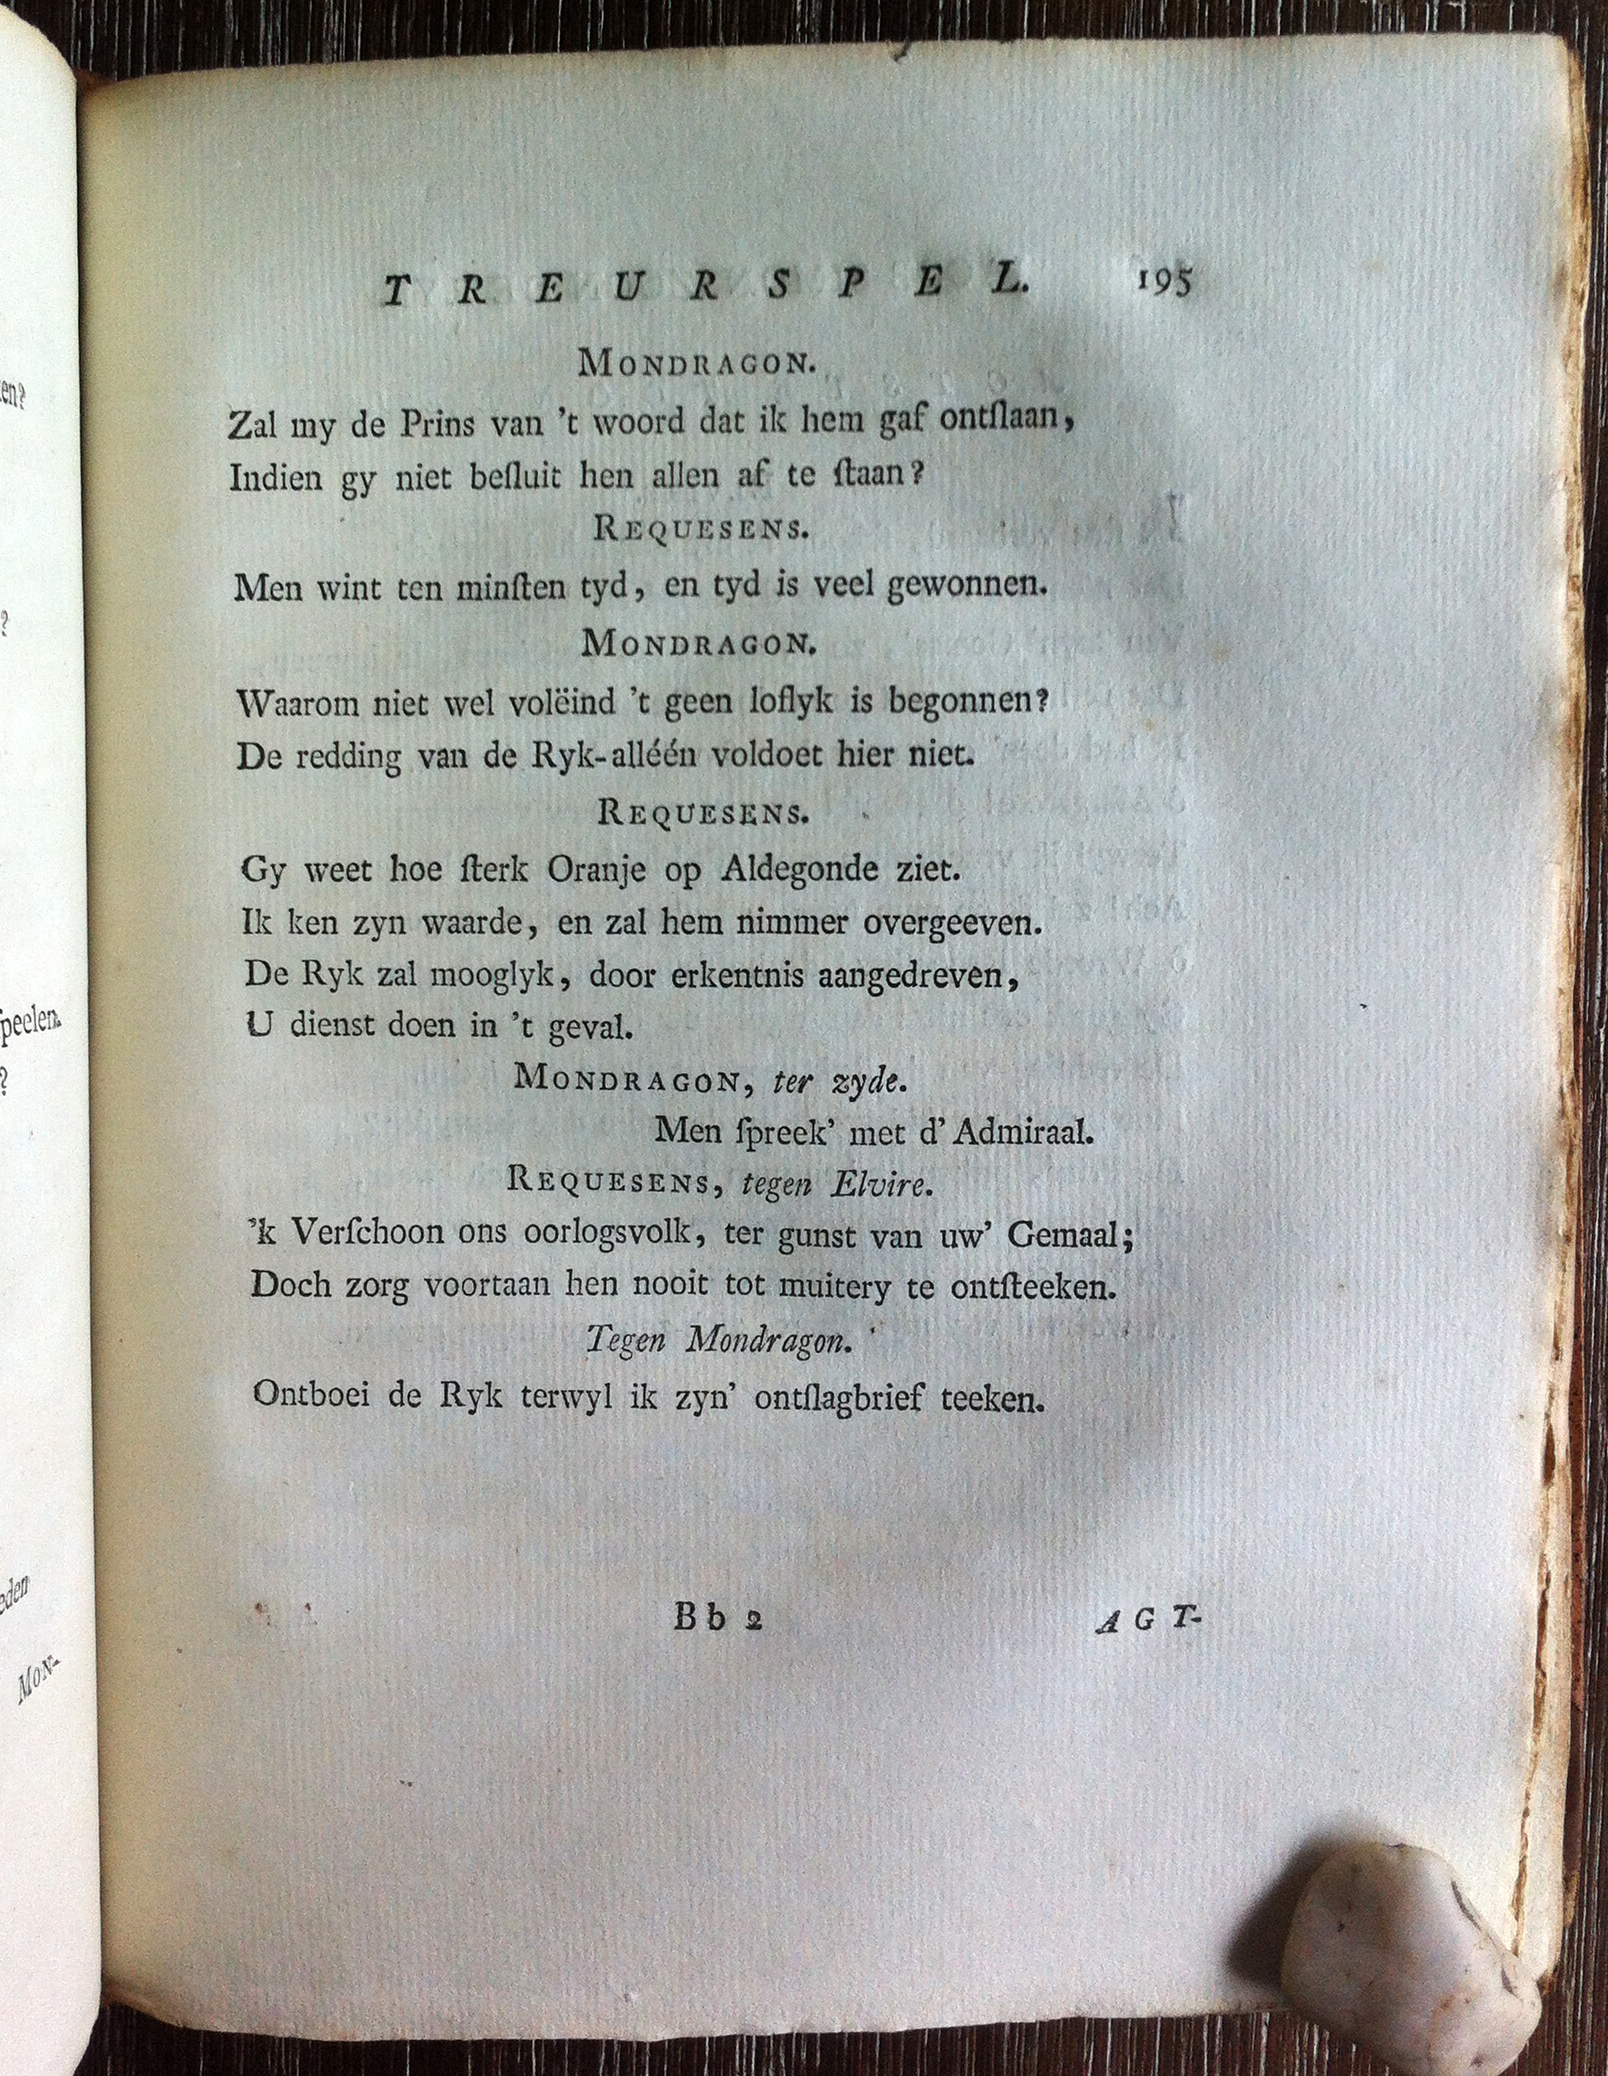 en?
?
speelen.
?
eden
Mon-
TREURSPEL. 195
MONDRAGON.
Zal my de Prins van 't woord dat ik hem gaf ontſlaan,
Indien gy niet beſluit hen allen af te ſtaan?
REQUESENS.
Men wint ten minſten tyd, en tyd is veel gewonnen.
MONDRAGON.
Waarom niet wel volëind 't geen loflyk is begonnen?
De redding van de Ryk-alléén voldoet hier niet.
REQUESENS.
Gy weet hoe ſterk Oranje op Aldegonde ziet.
Ik ken zyn waarde, en zal hem nimmer overgeeven.
De Ryk zal mooglyk, door erkentnis aangedreven,
U dienst doen in 't geval.
MONDRAGON, ter zyde.
Men ſpreek' met d' Admiraal.
REQUESENS, tegen Elvire.
'k Verſchoon ons oorlogsvolk, ter gunst van uw' Gemaal;
Doch zorg voortaan hen nooit tot muitery te ontſteeken.
Tegen Mondragon.
Ontboei de Ryk terwyl ik zyn' ontſlagbrief teeken.
Bb 2 AGT-